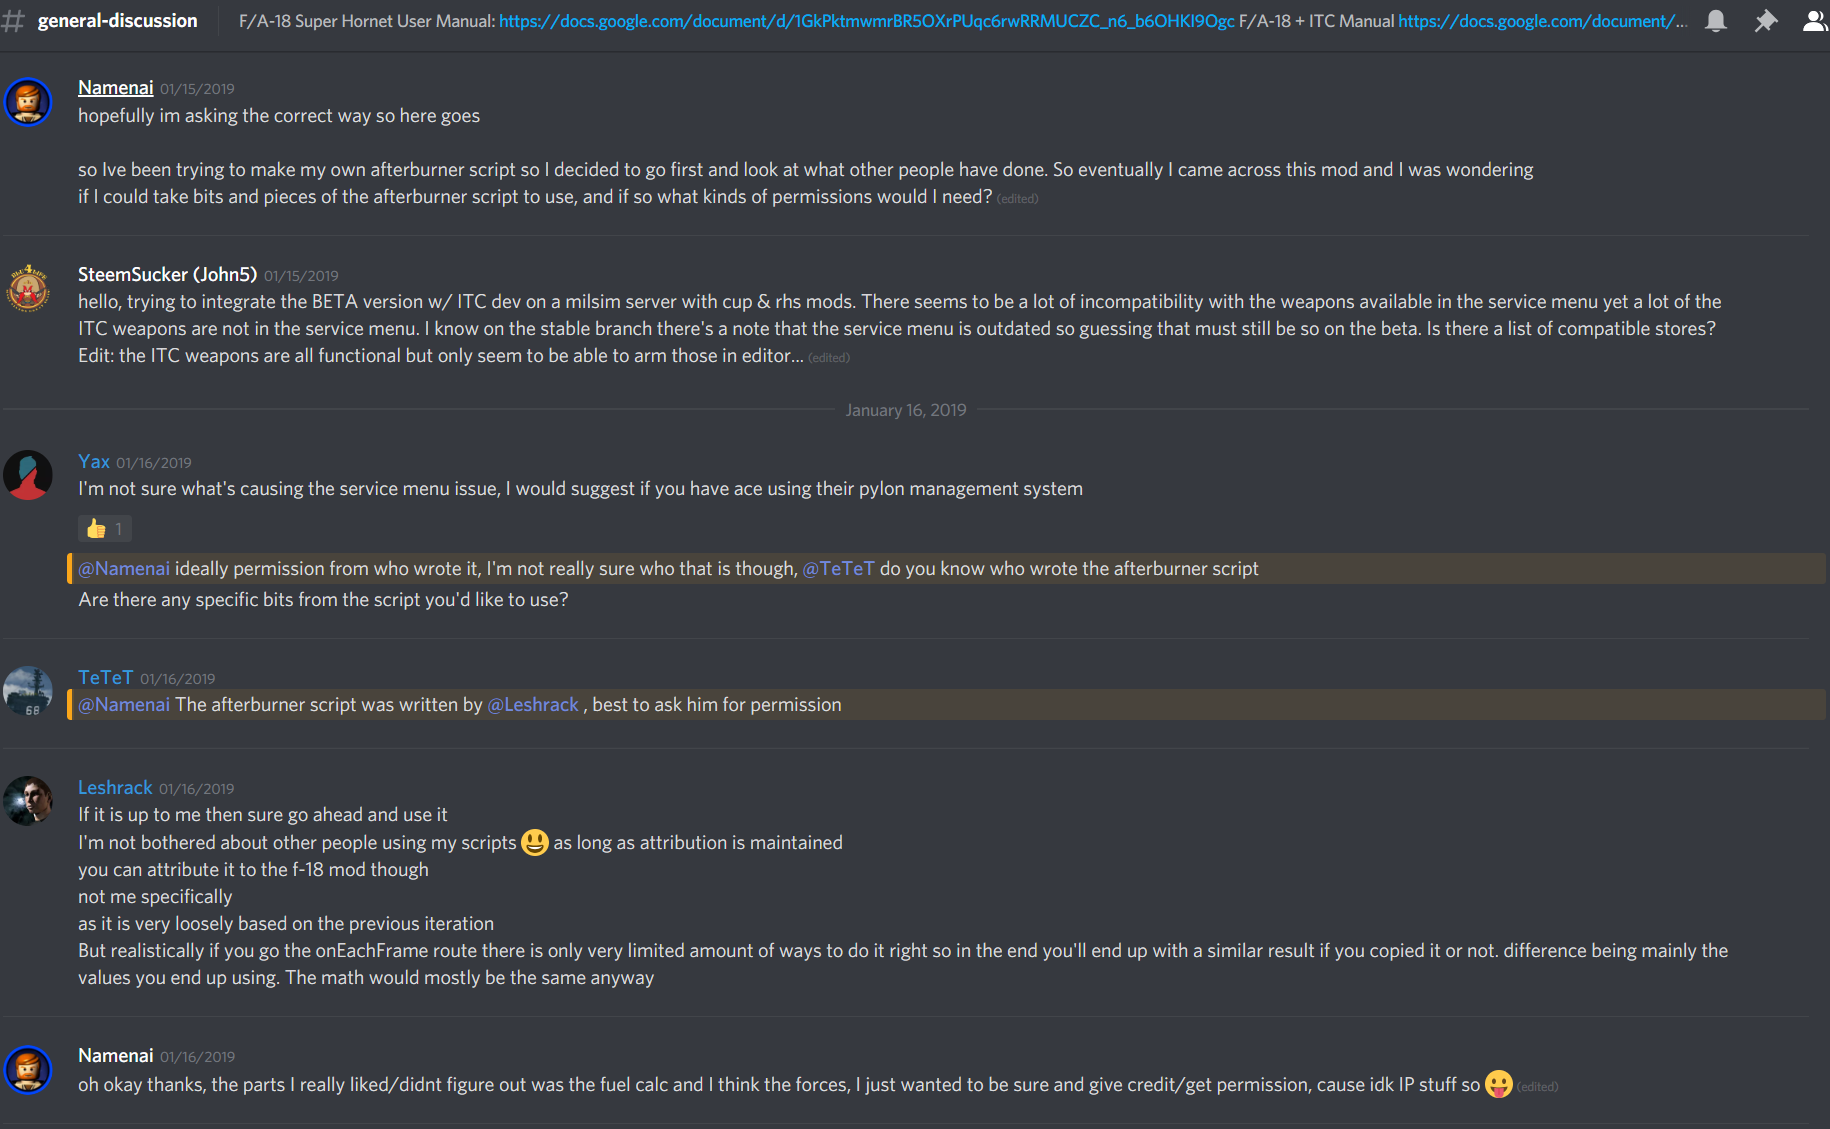 # general-discussion F/A-18 Super Hornet User Manual: https://docs.google.com/document/d/1GkPktmwmrBR5OXrPUqc6rwRRMUCZC_n6_b6OHKI9Ogc F/A-18 + ITC Manual https://docs.google.com/document/...
Namenai 01/15/2019
hopefully im asking the correct way so here goes
so Ive been trying to make my own afterburner script so I decided to go first and look at what other people have done. So eventually I came across this mod and I was wondering
if I could take bits and pieces of the afterburner script to use, and if so what kinds of permissions would I need? (edited)
SteemSucker (John5) 01/15/2019
hello, trying to integrate the BETA version w/ ITC dev on a milsim server with cup & rhs mods. There seems to be a lot of incompatibility with the weapons available in the service menu yet a lot of the
ITC weapons are not in the service menu. I know on the stable branch there's a note that the service menu is outdated so guessing that must still be so on the beta. Is there a list of compatible stores?
Edit: the ITC weapons are all functional but only seem to be able to arm those in editor... (edited)
January 16, 2019
Yax 01/16/2019
I'm not sure what's causing the service menu issue, I would suggest if you have ace using their pylon management system
👍 1
@Namenai ideally permission from who wrote it, I'm not really sure who that is though, @TeTeT do you know who wrote the afterburner script
Are there any specific bits from the script you'd like to use?
TeTeT 01/16/2019
68
@Namenai The afterburner script was written by @Leshrack , best to ask him for permission
Leshrack 01/16/2019
If it is up to me then sure go ahead and use it
I'm not bothered about other people using my scripts 😃 as long as attribution is maintained
you can attribute it to the f-18 mod though
not me specifically
as it is very loosely based on the previous iteration
But realistically if you go the onEachFrame route there is only very limited amount of ways to do it right so in the end you'll end up with a similar result if you copied it or not. difference being mainly the
values you end up using. The math would mostly be the same anyway
Namenai 01/16/2019
oh okay thanks, the parts I really liked/didnt figure out was the fuel calc and I think the forces, I just wanted to be sure and give credit/get permission, cause idk IP stuff so 😛 (edited)